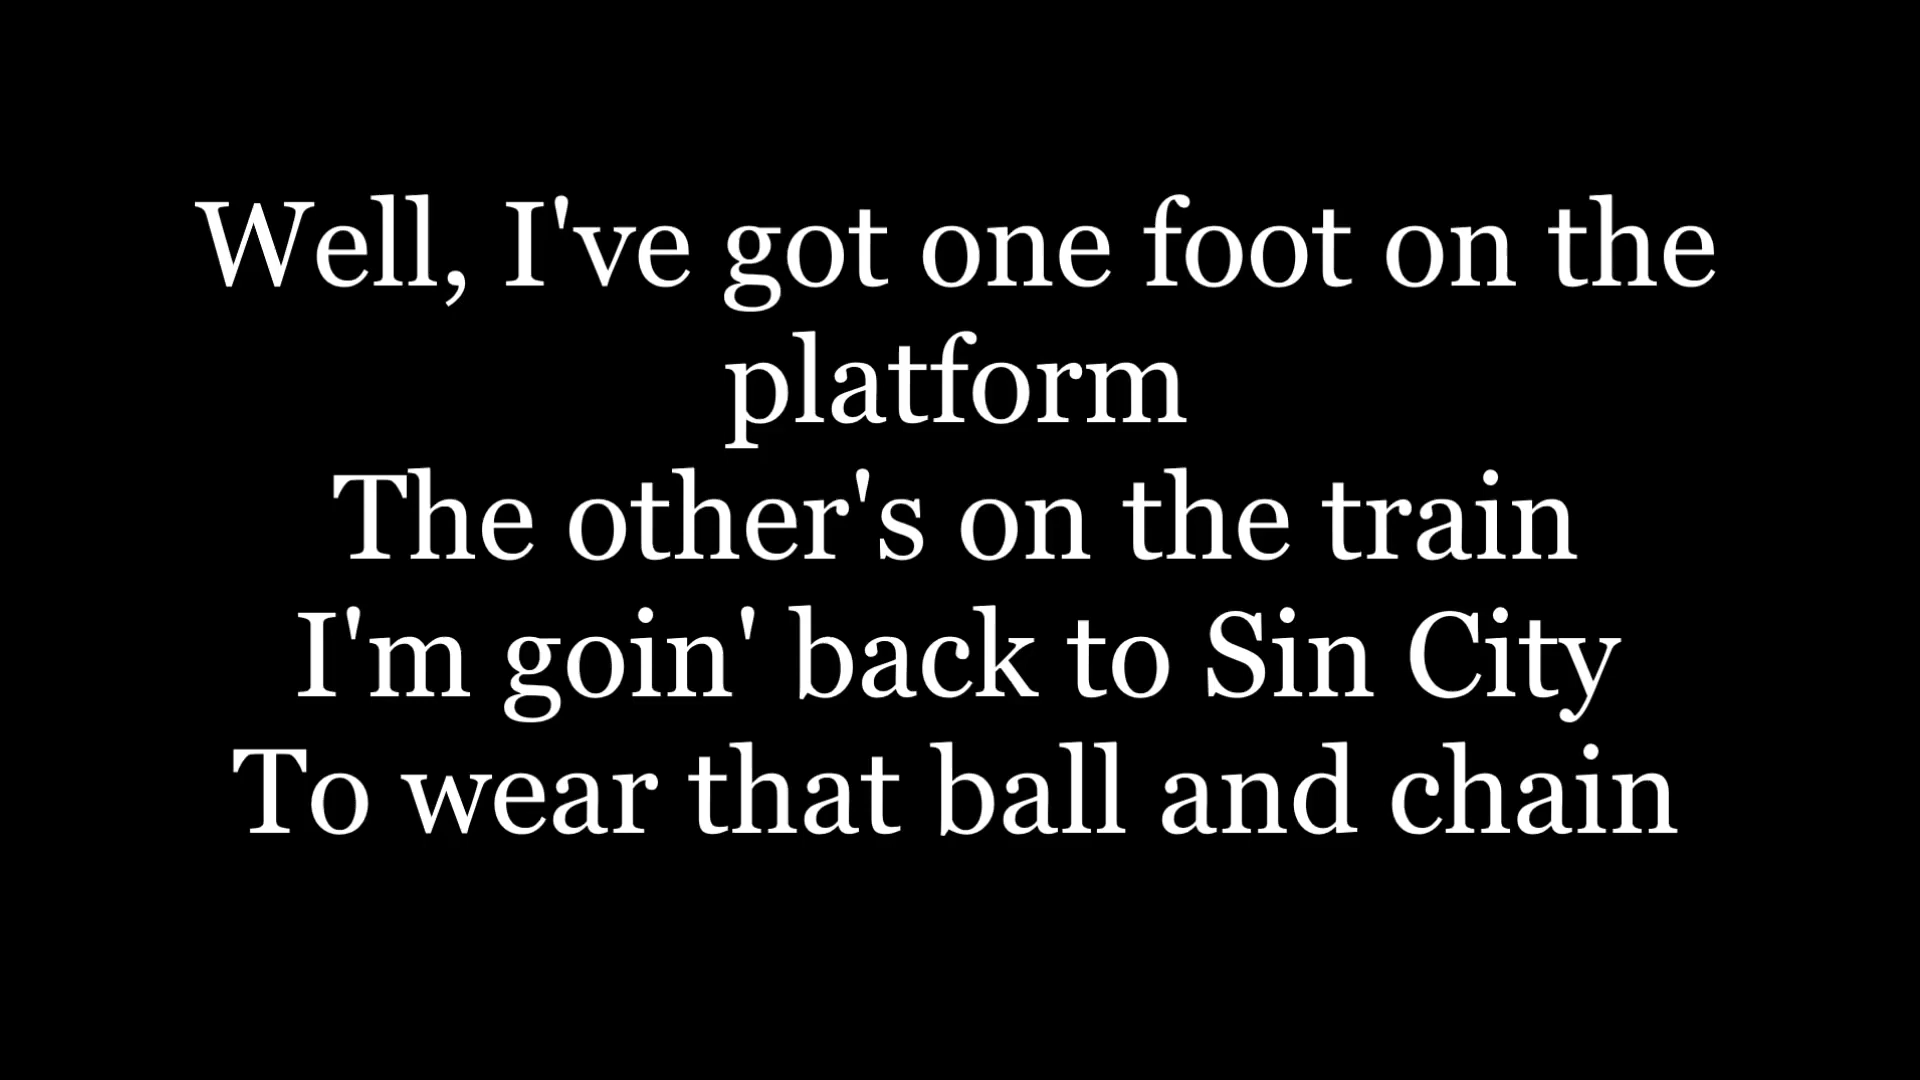 Well, I've got one foot on the
platform
The other's on the train
I'm goin' back to Sin City
To wear that ball and chain